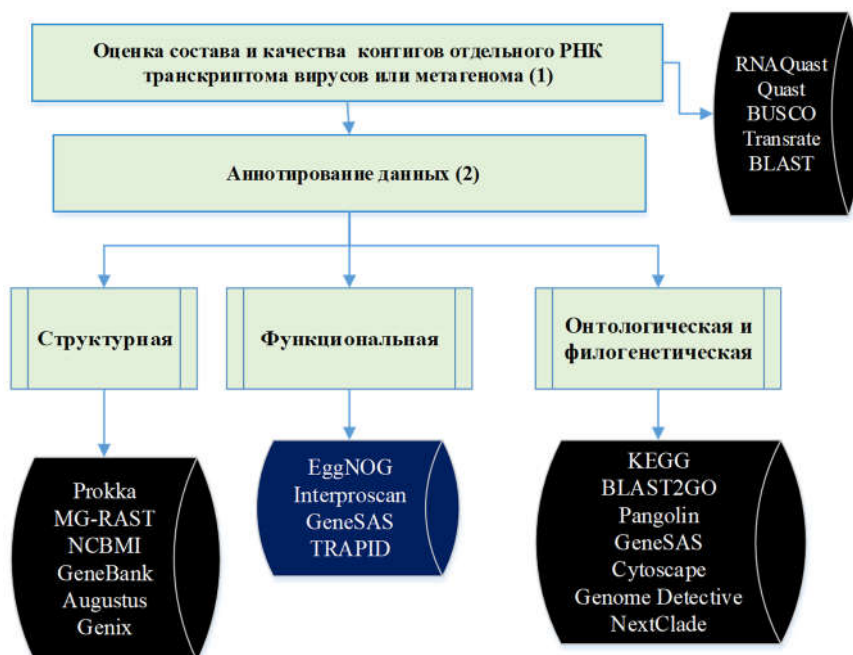 Оценка состава и качества контигов отдельного РНК
транскриптома вирусов или метагенома (1)
RNAQuast
Quast
BUSCO
Transrate
BLAST
Аннотирование данных (2)
Структурная
Функциональная
Онтологическая и
филогенетическая
Prokka
MG-RAST
NCBMI
GeneBank
Augustus
Genix
EggNOG
Interproscan
GeneSAS
TRAPID
KEGG
BLAST2GO
Pangolin
GeneSAS
Cytoscape
Genome Detective
NextClade